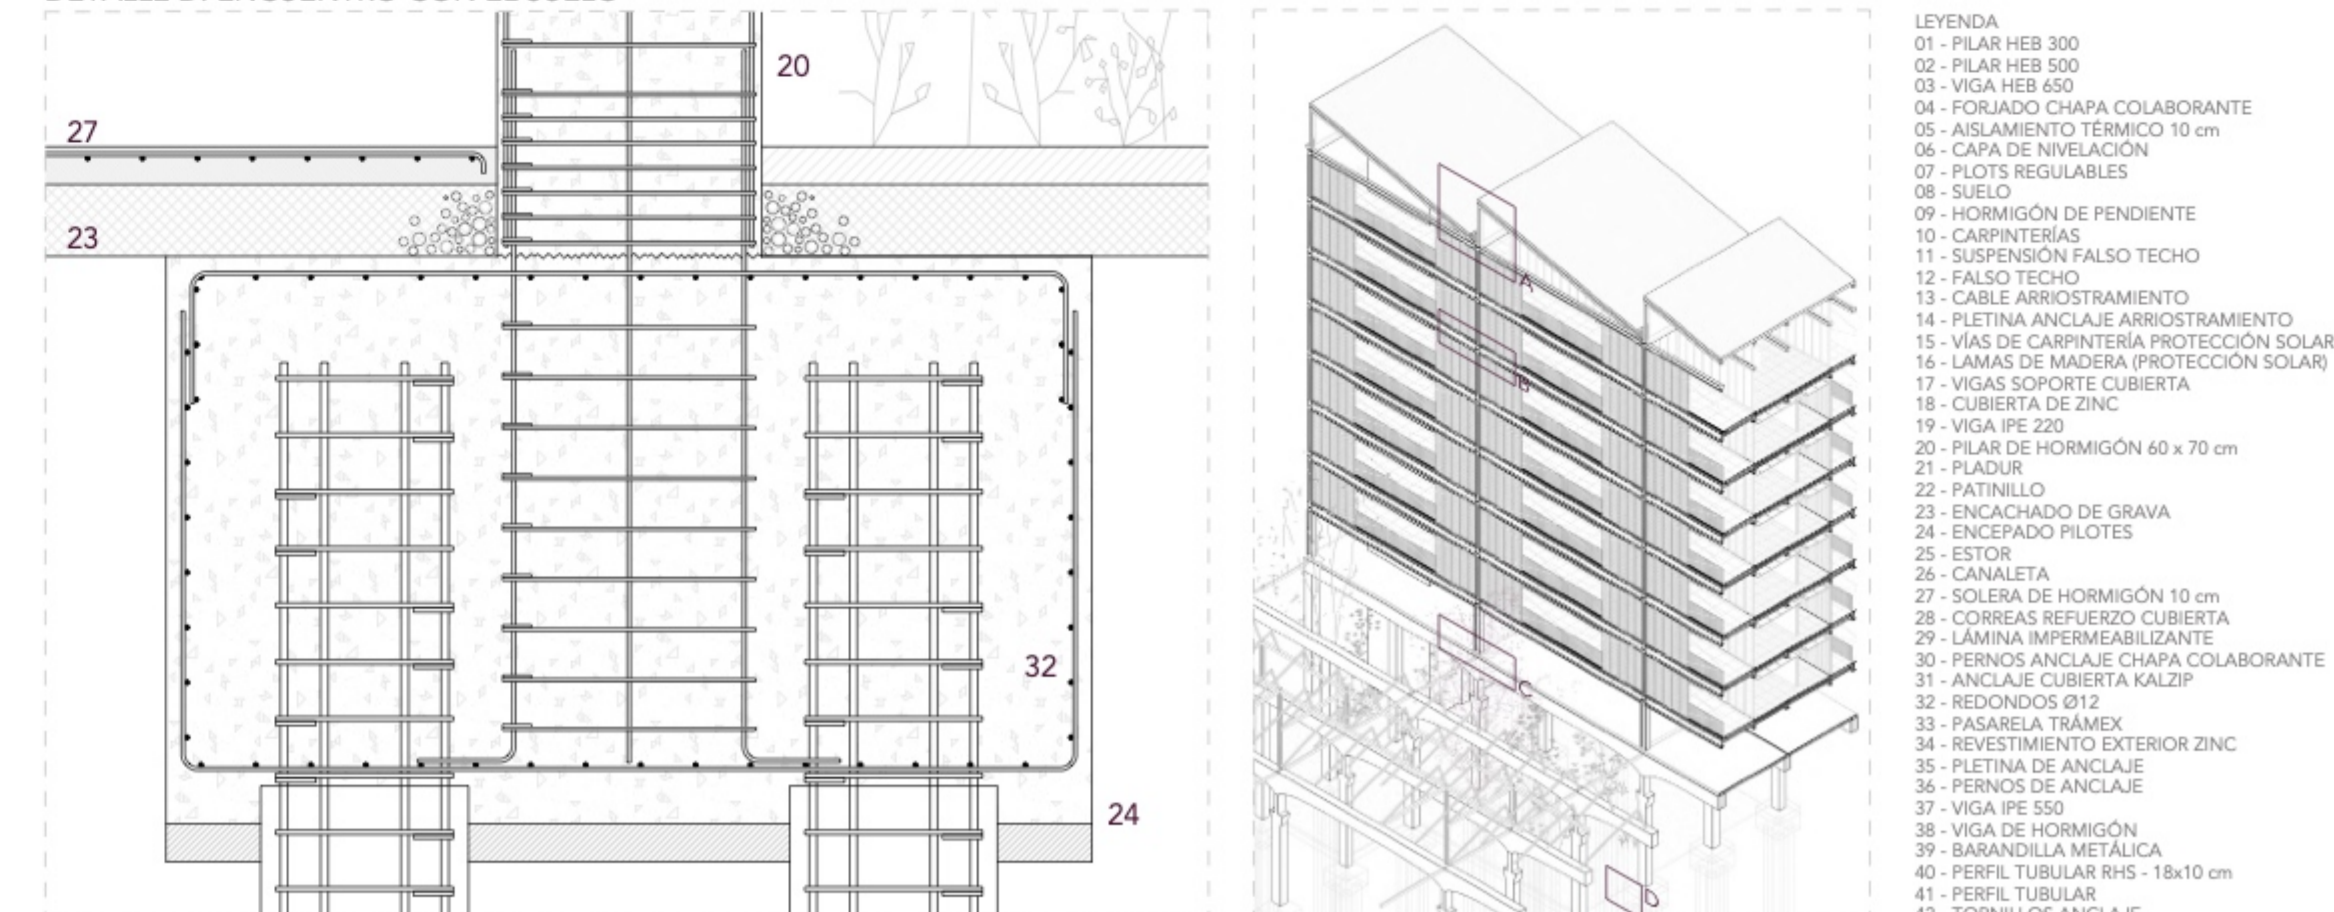 27
23
20
32
24
A
B
C
D
LEYENDA
01 - PILAR HEB 300
02 - PILAR HEB 500
03 - VIGA HEB 650
04 - FORJADO CHAPA COLABORANTE
05 - AISLAMIENTO TÉRMICO 10 cm
06 - CAPA DE NIVELACIÓN
07 - PLOTS REGULABLES
08 - SUELO
09 - HORMIGÓN DE PENDIENTE
10 - CARPINTERÍAS
11 - SUSPENSIÓN FALSO TECHO
12 - FALSO TECHO
13 - CABLE ARRIOSTRAMIENTO
14 - PLETINA ANCLAJE ARRIOSTRAMIENTO
15 - VÍAS DE CARPINTERÍA PROTECCIÓN SOLAR
16 - LAMAS DE MADERA (PROTECCIÓN SOLAR)
17 - VIGAS SOPORTE CUBIERTA
18 - CUBIERTA DE ZINC
19 - VIGA IPE 220
20 - PILAR DE HORMIGÓN 60 x 70 cm
21 - PLADUR
22 - PATINILLO
23 - ENCACHADO DE GRAVA
24 - ENCEPADO PILOTES
25 - ESTOR
26 - CANALETA
27 - SOLERA DE HORMIGÓN 10 cm
28 - CORREAS REFUERZO CUBIERTA
29 - LÁMINA IMPERMEABILIZANTE
30 - PERNOS ANCLAJE CHAPA COLABORANTE
31 - ANCLAJE CUBIERTA KALZIP
32 - REDONDOS Ø12
33 - PASARELA TRÁMEX
34 - REVESTIMIENTO EXTERIOR ZINC
35 - PLETINA DE ANCLAJE
36 - PERNOS DE ANCLAJE
37 - VIGA IPE 550
38 - VIGA DE HORMIGÓN
39 - BARANDILLA METÁLICA
40 - PERFIL TUBULAR RHS - 18x10 cm
41 - PERFIL TUBULAR